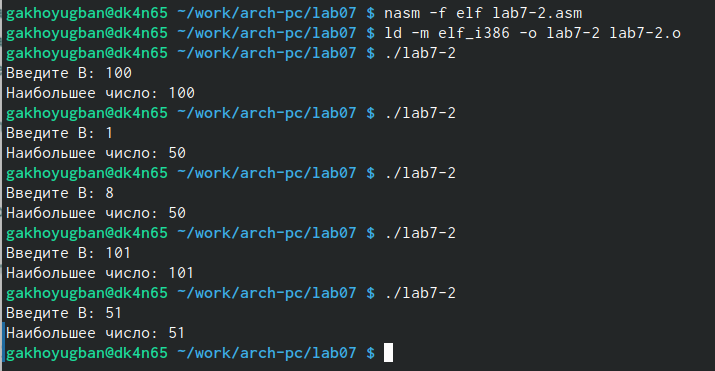 gakhoyugban@dk4n65 ~/work/arch-pc/lab07 $ nasm -f elf lab7-2.asm
gakhoyugban@dk4n65 ~/work/arch-pc/lab07 $ ld -m elf_i386 -o lab7-2 lab7-2.o
gakhoyugban@dk4n65 ~/work/arch-pc/lab07 $ ./lab7-2
Введите B: 100
Наибольшее число: 100
gakhoyugban@dk4n65 ~/work/arch-pc/lab07 $ ./lab7-2
Введите B: 1
Наибольшее число: 50
gakhoyugban@dk4n65 ~/work/arch-pc/lab07 $ ./lab7-2
Введите B: 8
Наибольшее число: 50
gakhoyugban@dk4n65 ~/work/arch-pc/lab07 $ ./lab7-2
Введите B: 101
Наибольшее число: 101
gakhoyugban@dk4n65 ~/work/arch-pc/lab07 $ ./lab7-2
Введите B: 51
Наибольшее число: 51
gakhoyugban@dk4n65 ~/work/arch-pc/lab07 $